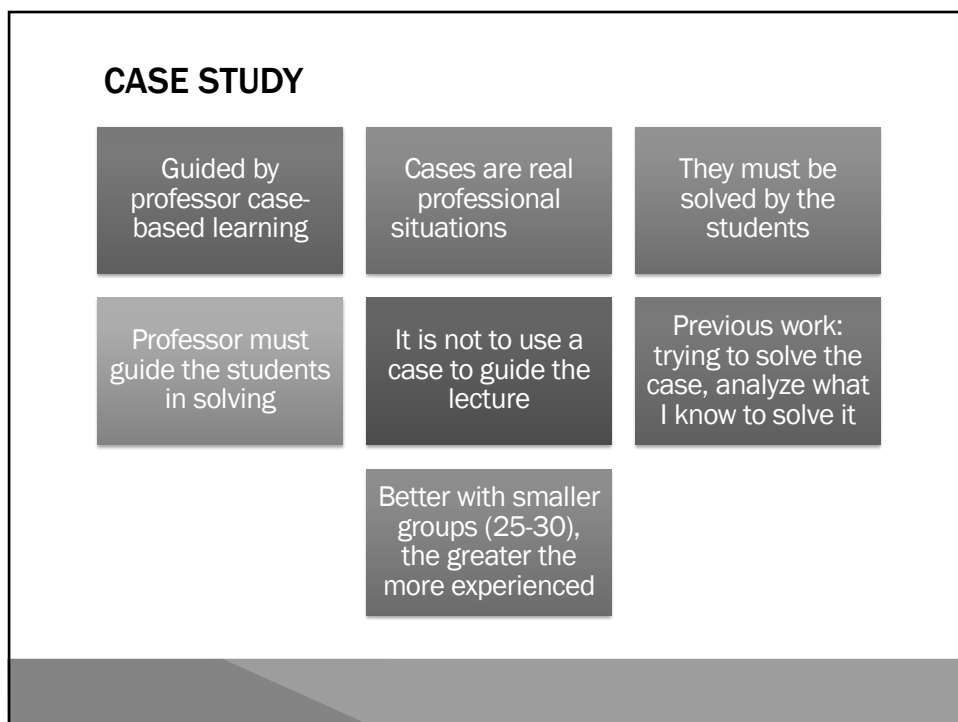 CASE STUDY
Guided by
professor case-
based learning
Cases are real
professional
situations
They must be
solved by the
students
Professor must
guide the students
in solving
It is not to use a
case to guide the
lecture
Previous work:
trying to solve the
case, analyze what
I know to solve it
Better with smaller
groups (25-30),
the greater the
more experienced